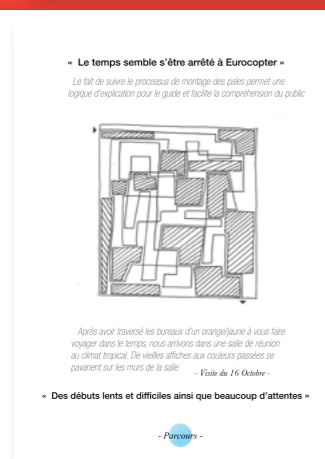 « Le temps semble s'être arrêté à Eurocopter »
Le fait de suivre le processus de montage des pales permet une
logique d'explication pour le guide et facilite la compréhension du public
Après avoir traversé les bureaux d'un orange/jaune à vous faire
voyager dans le temps, nous arrivons dans une salle de réunion
au climat tropical. De vieilles affiches aux couleurs passées se
pavanent sur les murs de la salle
- Visite du 16 Octobre -
« Des débuts lents et difficiles ainsi que beaucoup d'attentes »
- Parcours -